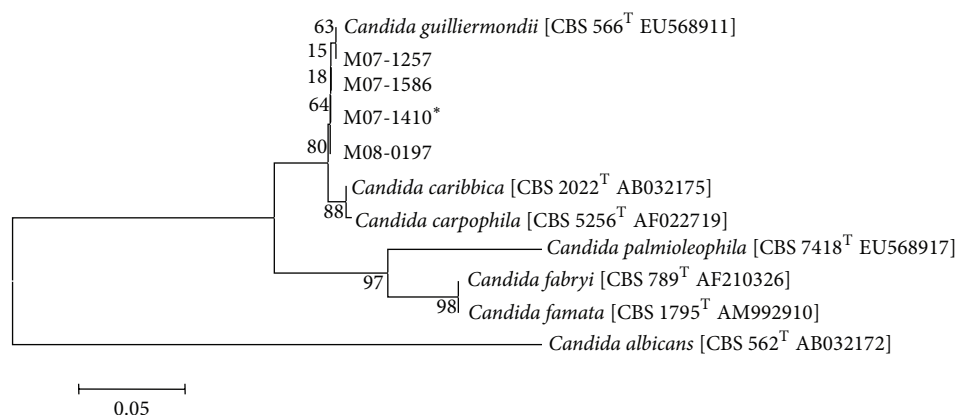 63 Candida guilliermondii [CBS 566T EU568911]
15
M07-1257
18
M07-1586
64
M07-1410*
80 M08-0197
Candida caribbica [CBS 2022T AB032175]
88 Candida carpophila [CBS 5256T AF022719]
Candida palmioleophila [CBS 7418T EU568917]
97 Candida fabryi [CBS 789T AF210326]
98 Candida famata [CBS 1795T AM992910]
Candida albicans [CBS 562T AB032172]
0.05